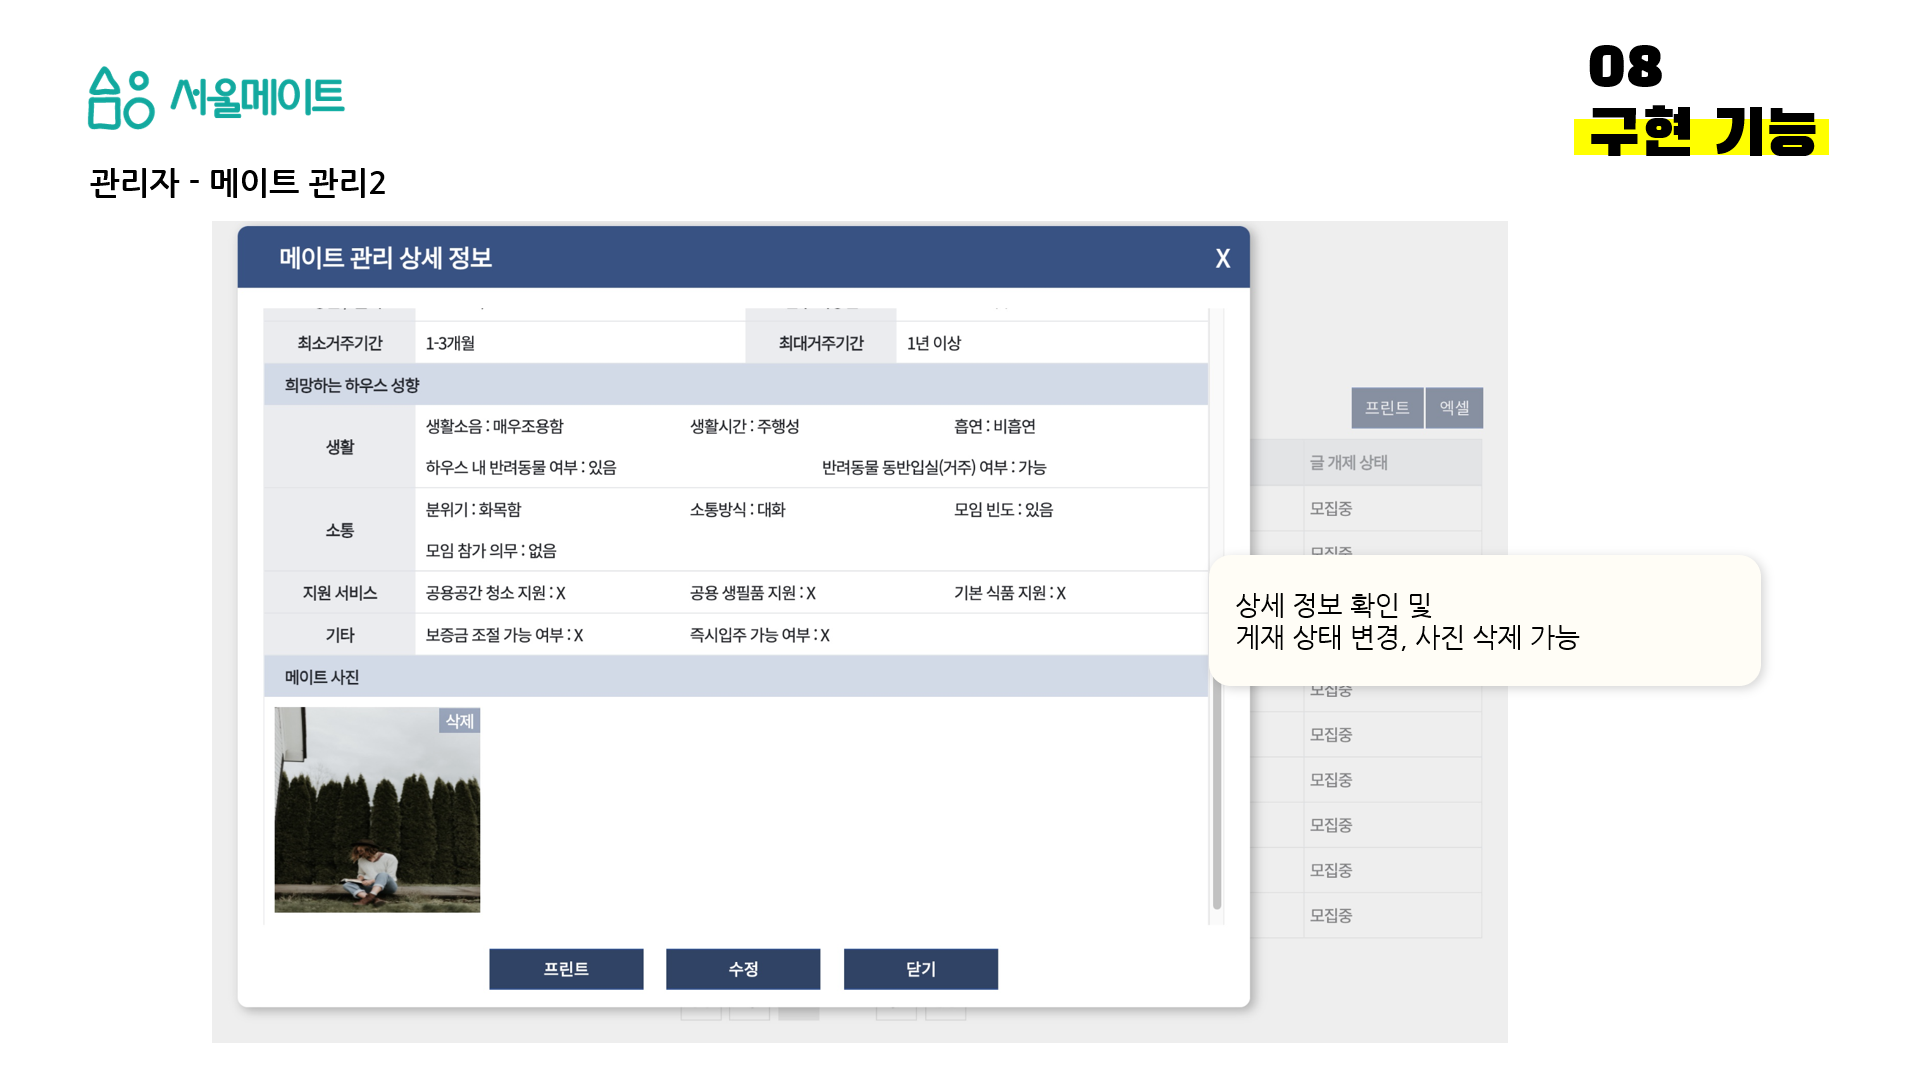 서울메이트
08
구현 기능
관리자 - 메이트 관리2
메이트 관리 상세 정보 X
최소거주기간 1-3개월 최대거주기간 1년 이상
희망하는 하우스 성향
생활 생활소음 : 매우조용함 생활시간 : 주행성 흡연 : 비흡연
하우스 내 반려동물 여부 : 있음 반려동물 동반입실(거주) 여부 : 가능
소통 분위기 : 화목함 소통방식 : 대화 모임 빈도 : 있음
모임 참가 의무 : 없음
지원 서비스 공용공간 청소 지원 : X 공용 생필품 지원 : X 기본 식품 지원 : X
기타 보증금 조절 가능 여부 : X 즉시입주 가능 여부 : X
메이트 사진
삭제
프린트 수정 닫기
프린트 엑셀
글 개제 상태
모집중
모집중
모집중
모집중
모집중
모집중
모집중
모집중
상세 정보 확인 및
게재 상태 변경, 사진 삭제 가능